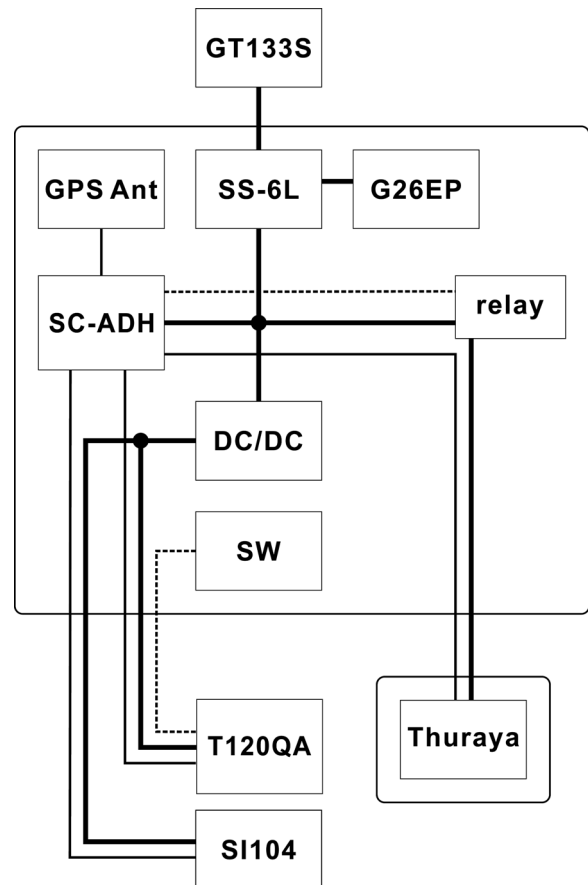 GT133S
GPS Ant
SS-6L
G26EP
SC-ADH
relay
DC/DC
SW
T120QA
Thuraya
SI104